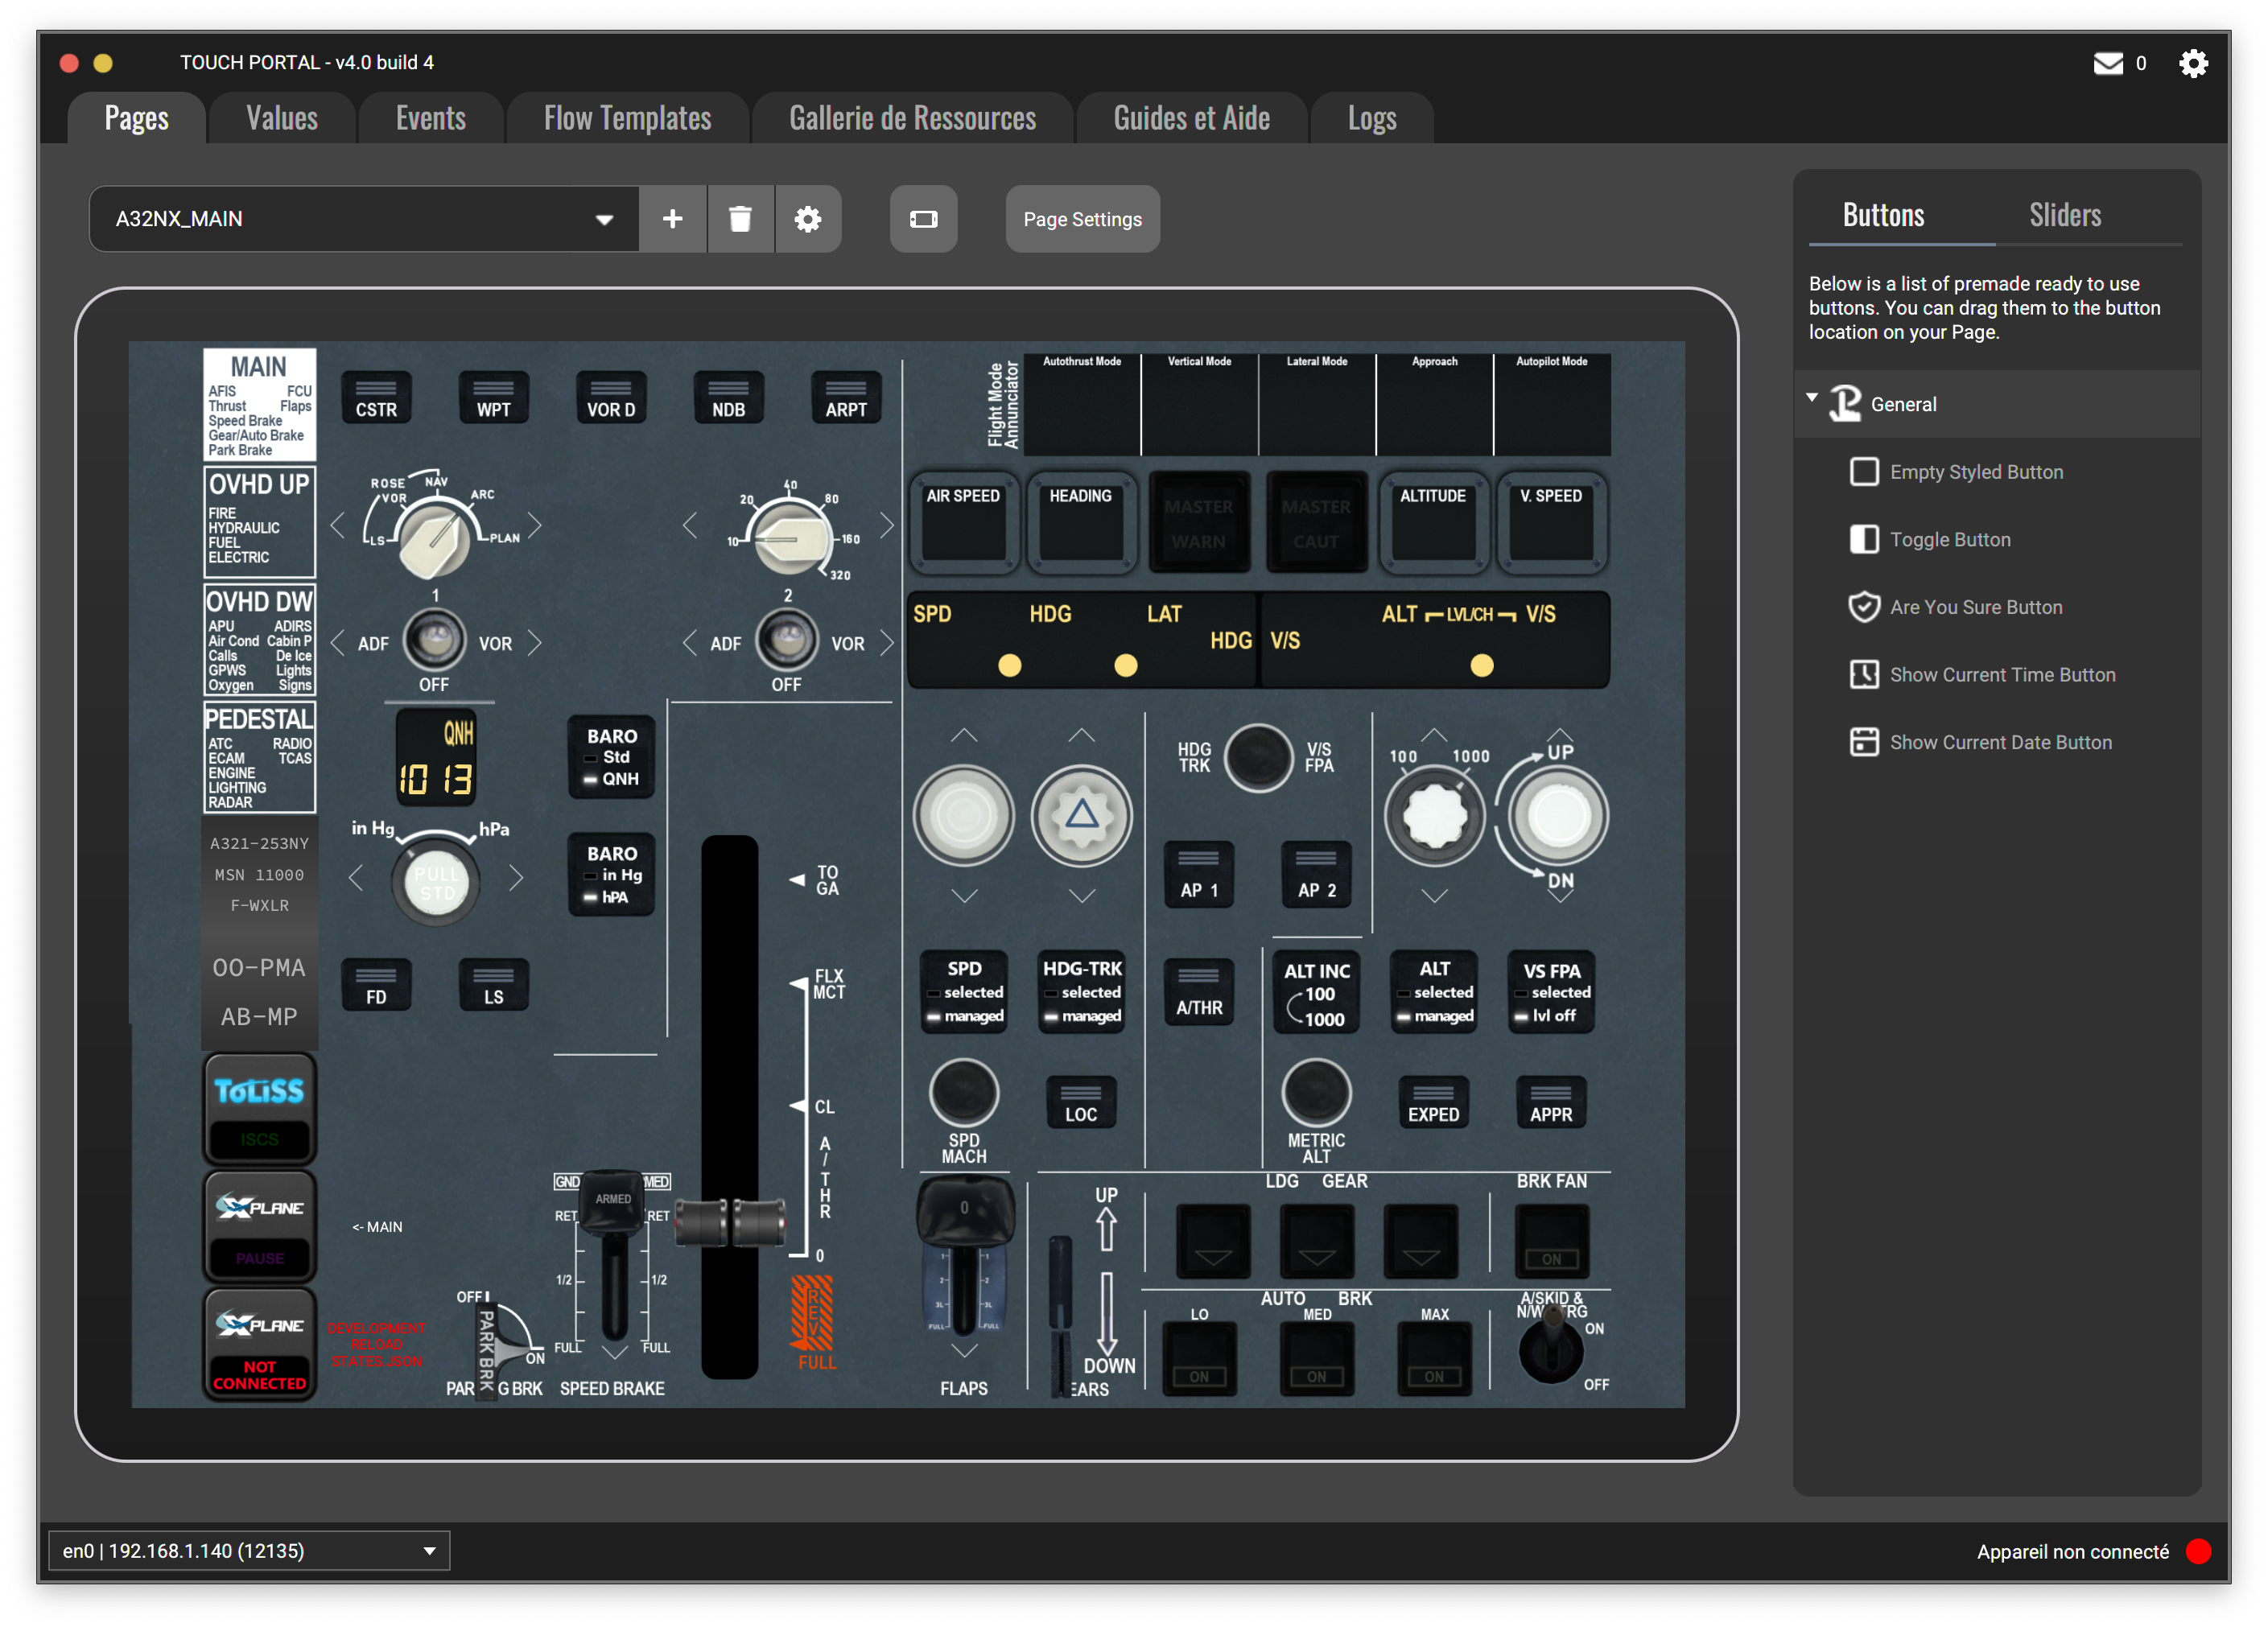 TOUCH PORTAL - v4.0 build 4
0
Pages
Values
Events
Flow Templates
Gallerie de Ressources
Guides et Aide
Logs
A32NX_MAIN
Page Settings
Buttons
Sliders
Below is a list of premade ready to use
buttons. You can drag them to the button
location on your Page.
General
Empty Styled Button
Toggle Button
Are You Sure Button
Show Current Time Button
Show Current Date Button
MAIN
AFIS FCU
Thrust Flaps
Speed Brake
Gear/Auto Brake
Park Brake
OVHD UP
FIRE
HYDRAULIC
FUEL
ELECTRIC
OVHD DW
APU ADIRS
Air Cond Cabin P
Calls De Ice
GPWS Lights
Oxygen Signs
PEDESTAL
ATC RADIO
ECAM TCAS
ENGINE
LIGHTING
RADAR
A321-253NY
MSN 11000
F-WXLR
OO-PMA
AB-MP
ToLiSS
ISCS
XPLANE
PAUSE
XPLANE
NOT
CONNECTED
CSTR
WPT
VOR D
NDB
ARPT
ROSE
NAV
VOR
ARC
LS
PLAN
10
20
40
80
160
320
1
ADF
VOR
OFF
2
ADF
VOR
OFF
QNH
1013
BARO
Std
QNH
in Hg
hPa
PULL
STD
BARO
in Hg
hPA
FD
LS
<- MAIN
DEVELOPMENT
RELOAD
STATES.JSON
OFF
PARK BRK
ON
PAR G BRK
GND
MED
ARMED
RET
RET
1/2
1/2
FULL
FULL
SPEED BRAKE
TO
GA
FLX
MCT
CL
A/THR
0
REV
FULL
Flight Mode
Annunciator
Autothrust Mode
Vertical Mode
Lateral Mode
Approach
Autopilot Mode
AIR SPEED
HEADING
MASTER
WARN
MASTER
CAUT
ALTITUDE
V. SPEED
SPD
HDG
LAT
ALT
LVL/CH
V/S
HDG
V/S
HDG
TRK
V/S
FPA
100
1000
UP
DN
AP 1
AP 2
SPD
selected
managed
HDG-TRK
selected
managed
A/THR
ALT INC
100
1000
ALT
selected
managed
VS FPA
selected
lvl off
SPD
MACH
LOC
METRIC
ALT
EXPED
APPR
0
1
1
2
2
3L
3L
FULL
FULL
FLAPS
UP
DOWN
EARS
LDG GEAR
BRK FAN
ON
AUTO BRK
LO
MED
MAX
ON
ON
ON
A/SKID &
N/W
RG
ON
OFF
en0 | 192.168.1.140 (12135)
Appareil non connecté